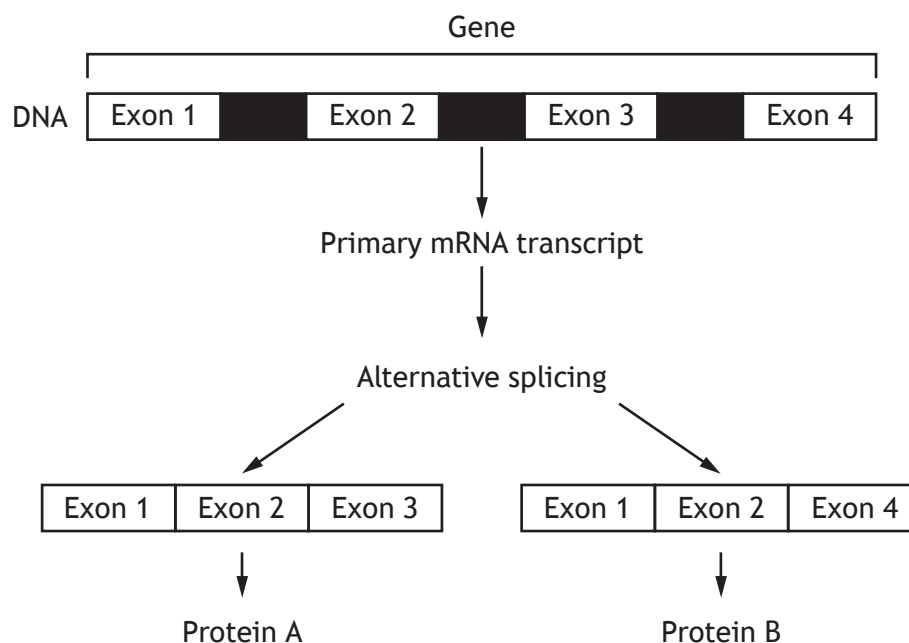 Gene
DNA Exon 1 Exon 2 Exon 3 Exon 4
Primary mRNA transcript
Alternative splicing
Exon 1 Exon 2 Exon 3 Exon 1 Exon 2 Exon 4
Protein A Protein B